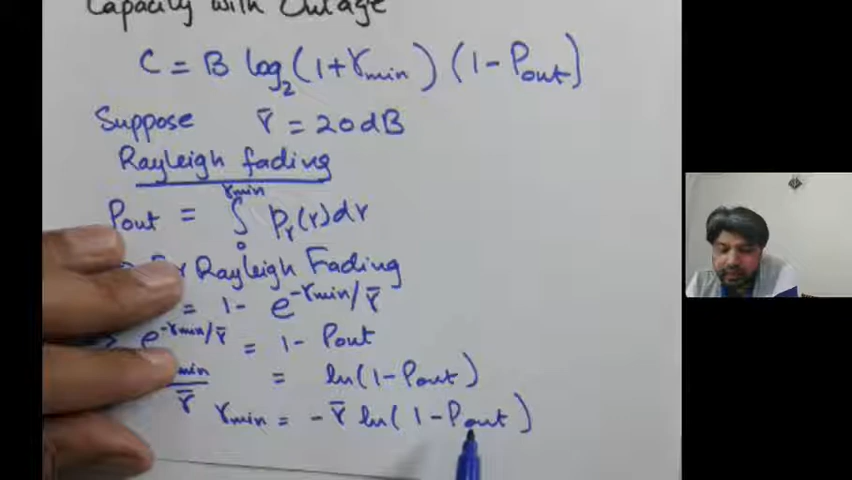 Capacity with Outage
C = B log₂(1+γmin)(1-Pout)
Suppose γ̄ = 20dB
Rayleigh fading
Pout = ∫₀^γmin pγ(γ)dγ
Rayleigh Fading
= 1- e^-γmin/γ̄
e^-γmin/γ̄ = 1- Pout
min/γ̄ = ln(1-Pout)
γmin = -γ̄ ln(1-Pout)